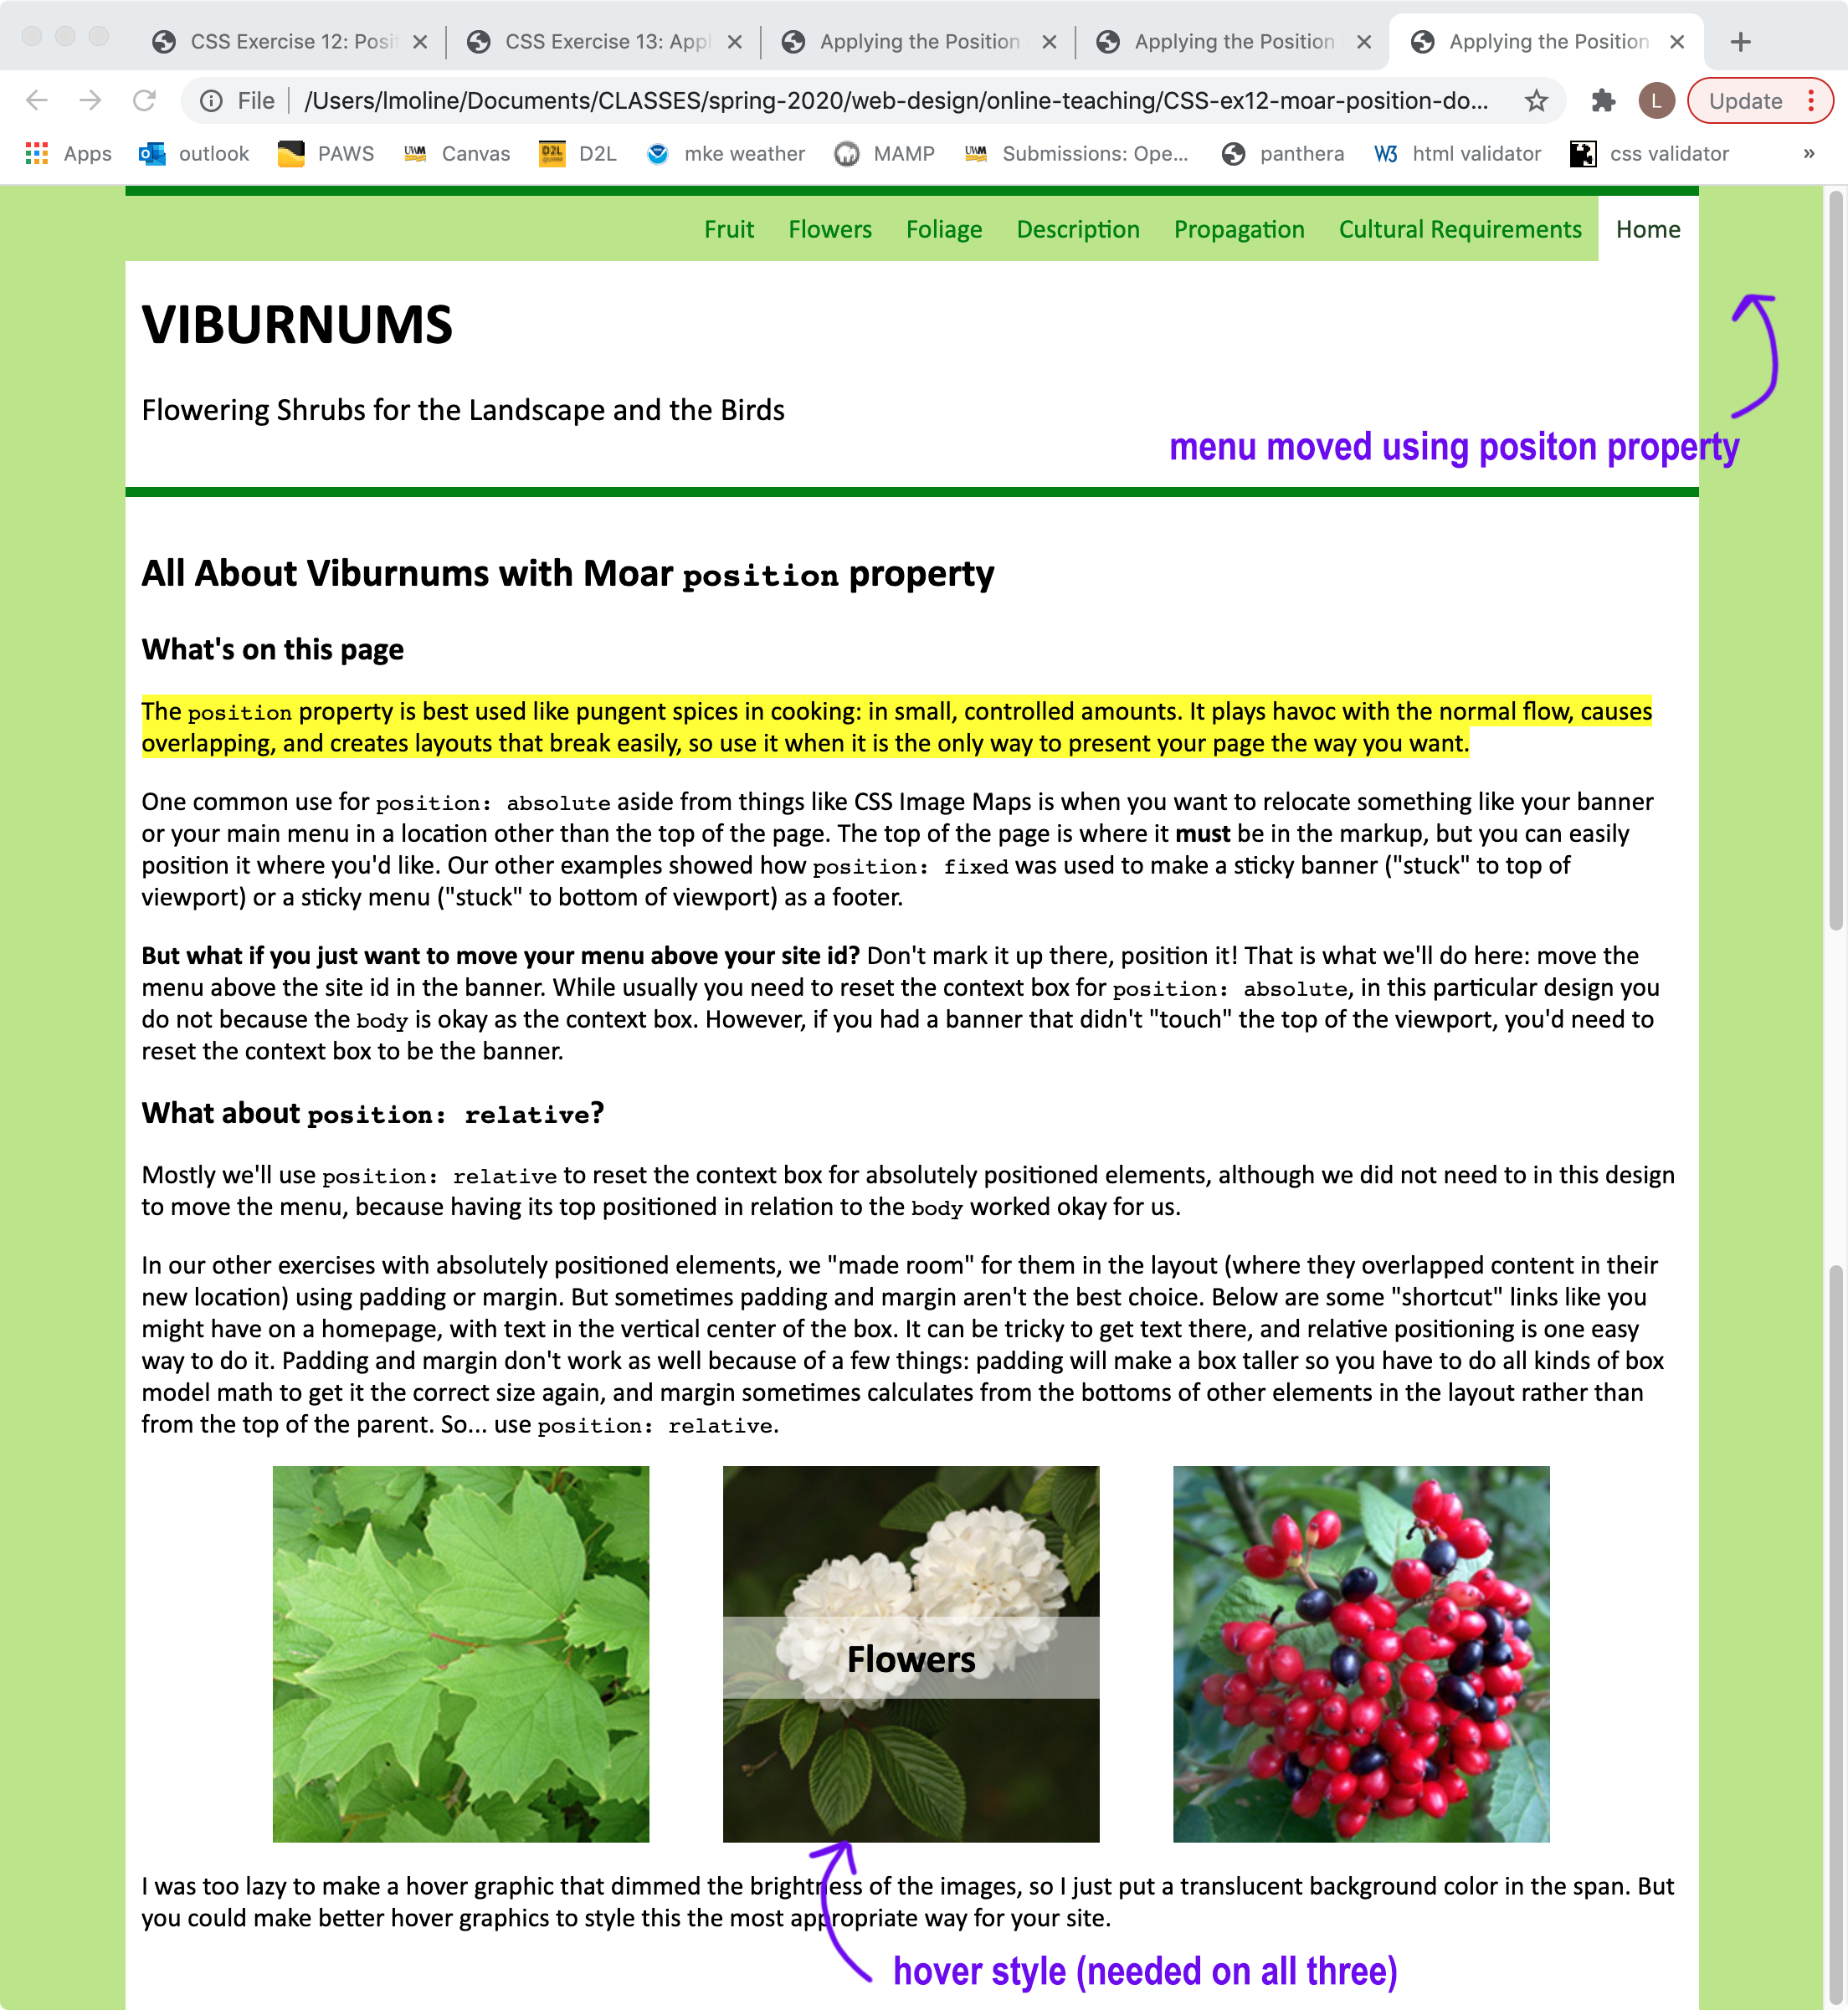 CSS Exercise 12: Posi
CSS Exercise 13: Appl
Applying the Position
Applying the Position
Applying the Position
File
/Users/lmoline/Documents/CLASSES/spring-2020/web-design/online-teaching/CSS-ex12-moar-position-do...
L
Update
Apps
outlook
PAWS
UWM
Canvas
D2L
D2L
mke weather
MAMP
UWM
Submissions: Ope...
panthera
W3
html validator
css validator
»
Fruit
Flowers
Foliage
Description
Propagation
Cultural Requirements
Home
VIBURNUMS
Flowering Shrubs for the Landscape and the Birds
menu moved using positon property
All About Viburnums with Moar position property
What's on this page
The position property is best used like pungent spices in cooking: in small, controlled amounts. It plays havoc with the normal flow, causes
overlapping, and creates layouts that break easily, so use it when it is the only way to present your page the way you want.
One common use for position: absolute aside from things like CSS Image Maps is when you want to relocate something like your banner
or your main menu in a location other than the top of the page. The top of the page is where it must be in the markup, but you can easily
position it where you'd like. Our other examples showed how position: fixed was used to make a sticky banner ("stuck" to top of
viewport) or a sticky menu ("stuck" to bottom of viewport) as a footer.
But what if you just want to move your menu above your site id? Don't mark it up there, position it! That is what we'll do here: move the
menu above the site id in the banner. While usually you need to reset the context box for position: absolute, in this particular design you
do not because the body is okay as the context box. However, if you had a banner that didn't "touch" the top of the viewport, you'd need to
reset the context box to be the banner.
What about position: relative?
Mostly we'll use position: relative to reset the context box for absolutely positioned elements, although we did not need to in this design
to move the menu, because having its top positioned in relation to the body worked okay for us.
In our other exercises with absolutely positioned elements, we "made room" for them in the layout (where they overlapped content in their
new location) using padding or margin. But sometimes padding and margin aren't the best choice. Below are some "shortcut" links like you
might have on a homepage, with text in the vertical center of the box. It can be tricky to get text there, and relative positioning is one easy
way to do it. Padding and margin don't work as well because of a few things: padding will make a box taller so you have to do all kinds of box
model math to get it the correct size again, and margin sometimes calculates from the bottoms of other elements in the layout rather than
from the top of the parent. So... use position: relative.
Flowers
I was too lazy to make a hover graphic that dimmed the brightness of the images, so I just put a translucent background color in the span. But
you could make better hover graphics to style this the most appropriate way for your site.
hover style (needed on all three)